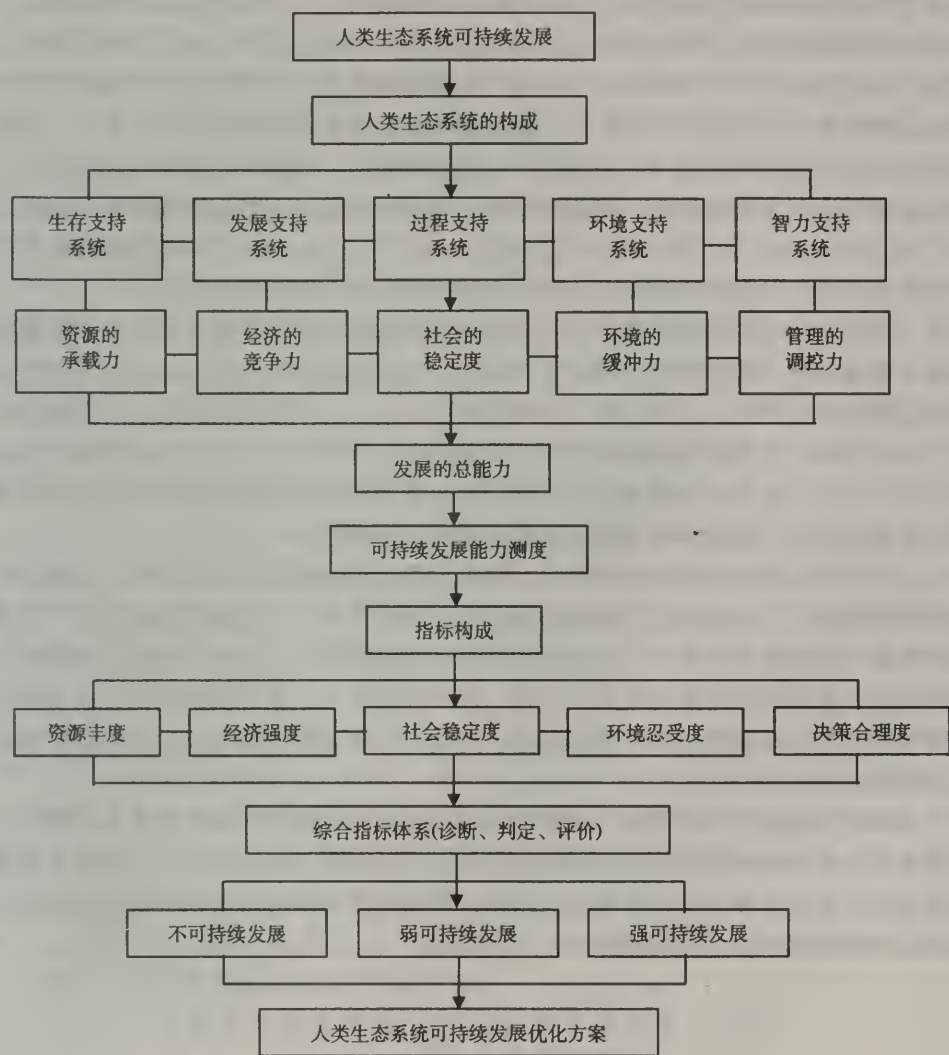 人类生态系统可持续发展
人类生态系统的构成
生存支持
系统
发展支持
系统
过程支持
系统
环境支持
系统
智力支持
系统
资源的
承载力
经济的
竞争力
社会的
稳定度
环境的
缓冲力
管理的
调控力
发展的总能力
可持续发展能力测度
指标构成
资源丰度
经济强度
社会稳定度
环境忍受度
决策合理度
综合指标体系(诊断、判定、评价)
不可持续发展
弱可持续发展
强可持续发展
人类生态系统可持续发展优化方案